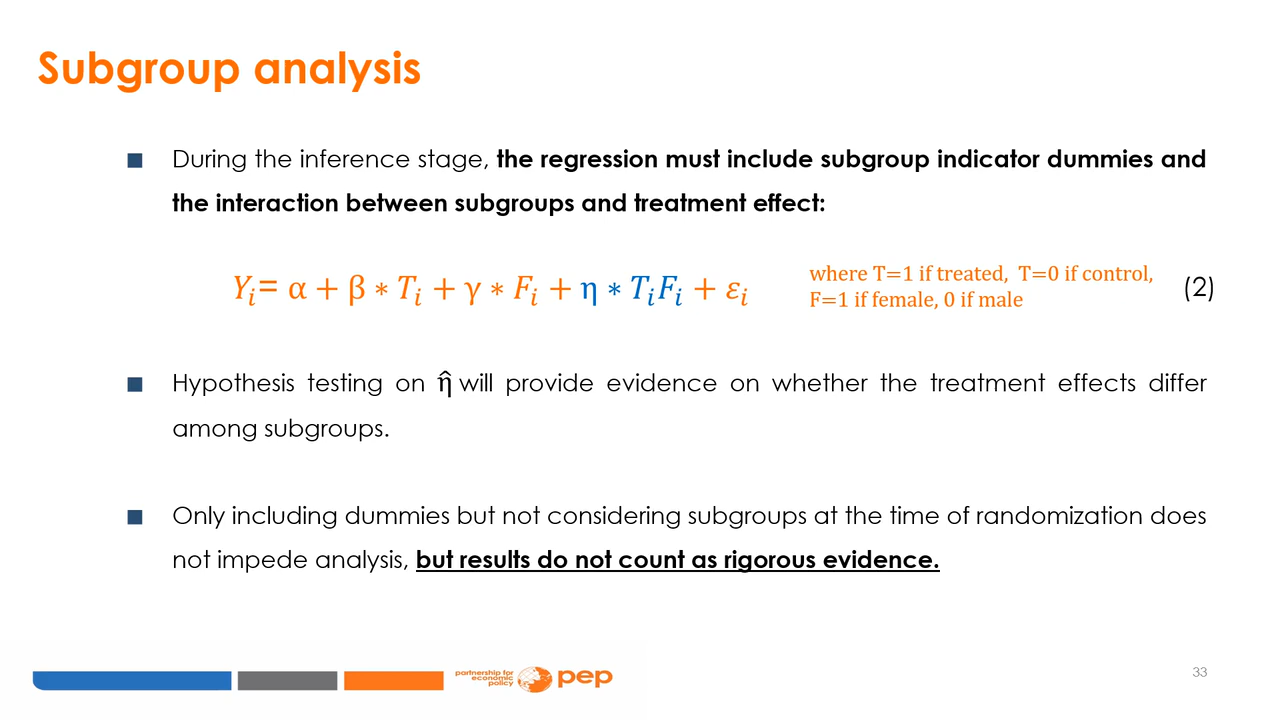 Subgroup analysis
■ During the inference stage, the regression must include subgroup indicator dummies and
the interaction between subgroups and treatment effect:
Yᵢ= α + β ∗ Tᵢ + γ ∗ Fᵢ + η ∗ TᵢFᵢ + εᵢ
where T=1 if treated, T=0 if control,
F=1 if female, 0 if male
(2)
■ Hypothesis testing on η̂ will provide evidence on whether the treatment effects differ
among subgroups.
■ Only including dummies but not considering subgroups at the time of randomization does
not impede analysis, but results do not count as rigorous evidence.
partnership for
economic
policy
pep
33